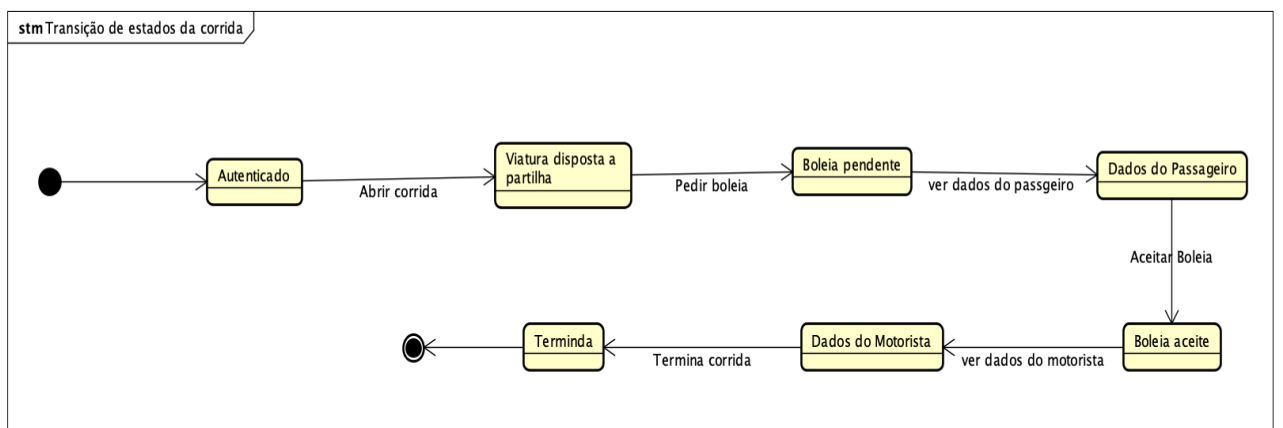 stm Transição de estados da corrida
Autenticado
Abrir corrida
Viatura disposta a
partilha
Pedir boleia
Boleia pendente
ver dados do passgeiro
Dados do Passageiro
Aceitar Boleia
Boleia aceite
ver dados do motorista
Dados do Motorista
Termina corrida
Terminda